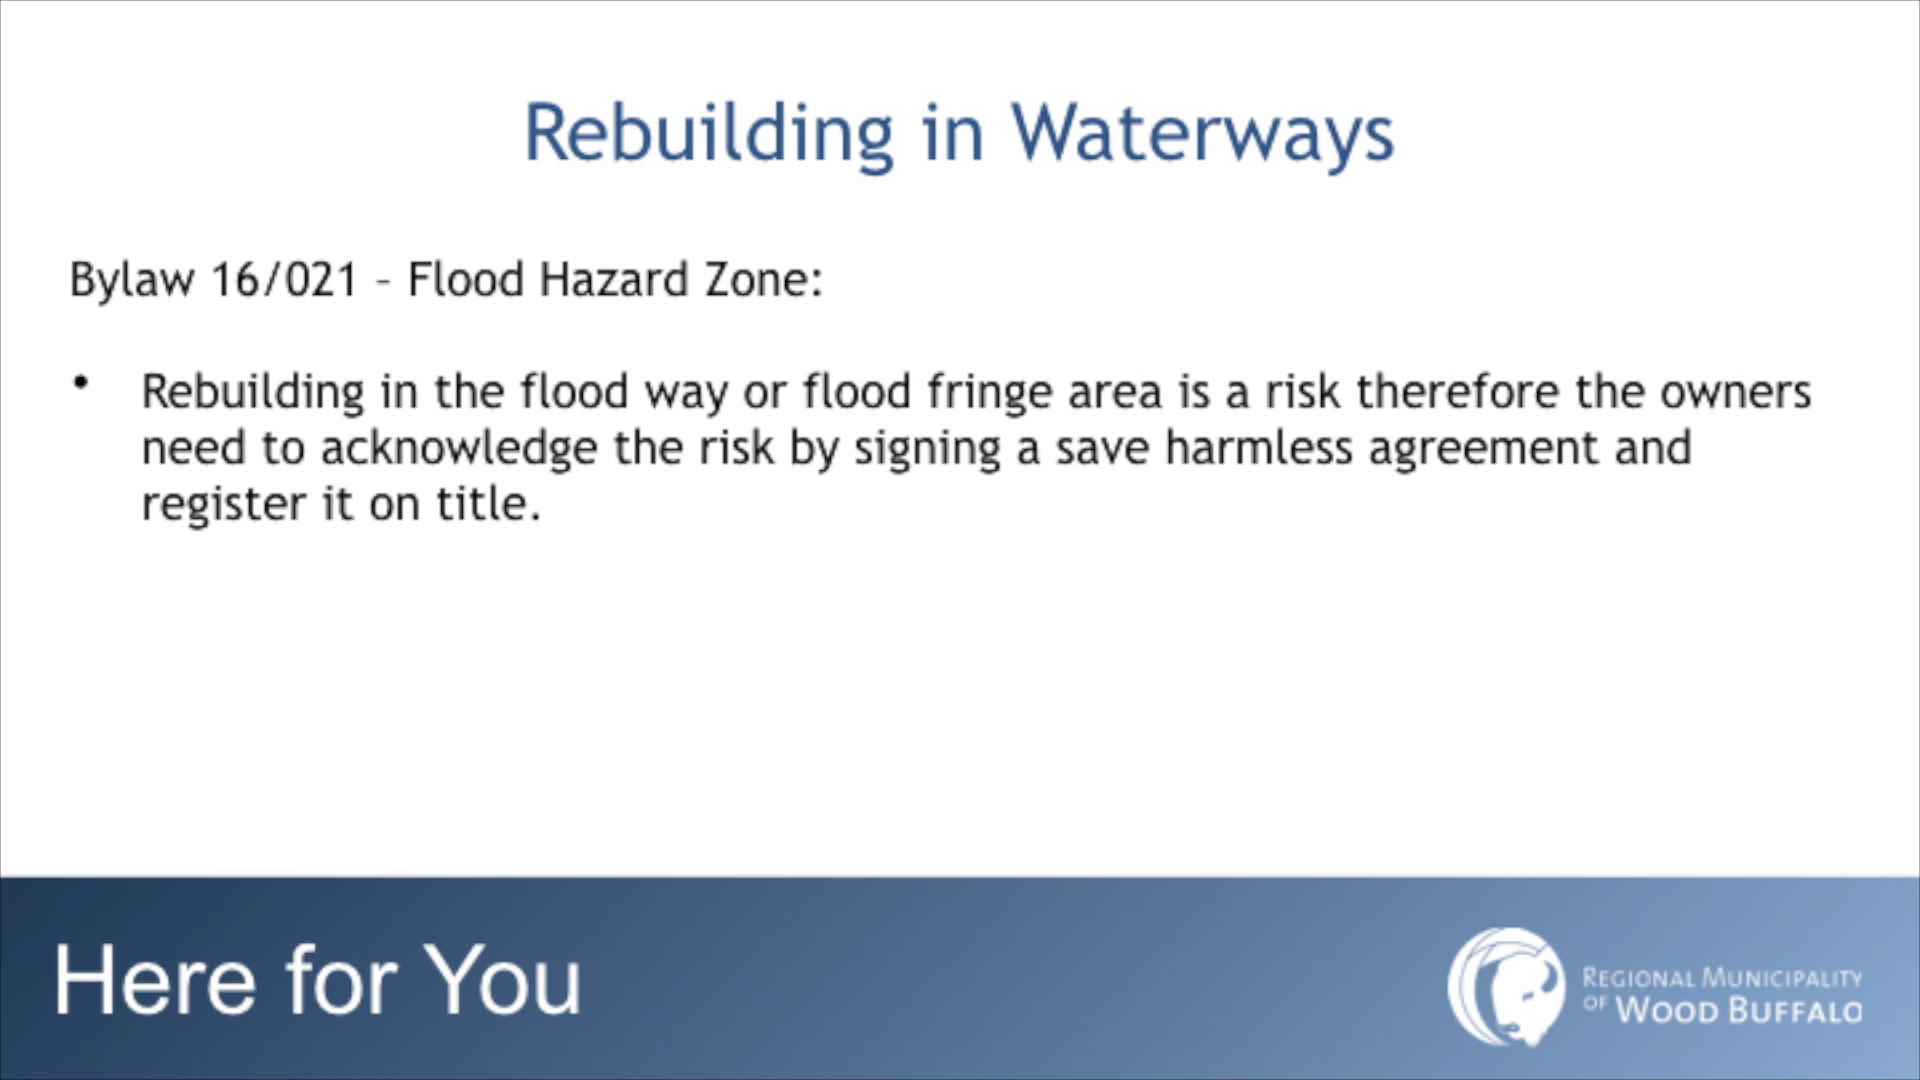 Rebuilding in Waterways
Bylaw 16/021 – Flood Hazard Zone:
• Rebuilding in the flood way or flood fringe area is a risk therefore the owners
need to acknowledge the risk by signing a save harmless agreement and
register it on title.
Here for You
REGIONAL MUNICIPALITY
OF WOOD BUFFALO